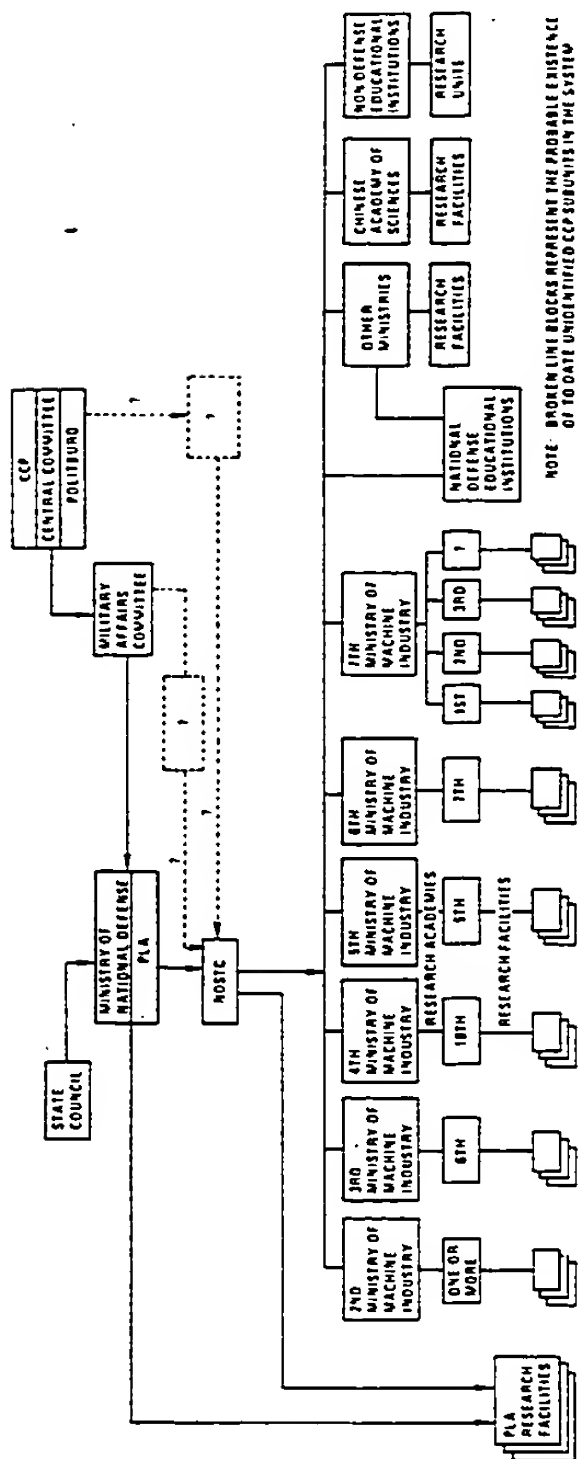 CCP
CENTRAL COMMITTEE
POLITBURO
?
?
MILITARY
AFFAIRS
COMMITTEE
?
?
?
STATE
COUNCIL
MINISTRY OF
NATIONAL DEFENSE
PLA
NDSTC
2ND
MINISTRY OF
MACHINE
INDUSTRY
3RD
MINISTRY OF
MACHINE
INDUSTRY
4TH
MINISTRY OF
MACHINE
INDUSTRY
5TH
MINISTRY OF
MACHINE
INDUSTRY
6TH
MINISTRY OF
MACHINE
INDUSTRY
7TH
MINISTRY OF
MACHINE
INDUSTRY
OTHER
MINISTRIES
CHINESE
ACADEMY OF
SCIENCES
NON DEFENSE
EDUCATIONAL
INSTITUTIONS
RESEARCH ACADEMIES
ONE OR
MORE
6TH
10TH
5TH
7TH
1ST
2ND
3RD
?
NATIONAL
DEFENSE
EDUCATIONAL
INSTITUTIONS
RESEARCH
FACILITIES
RESEARCH
FACILITIES
RESEARCH
UNITS
RESEARCH FACILITIES
PLA
RESEARCH
FACILITIES
NOTE: BROKEN LINE BLOCKS REPRESENT THE PROBABLE EXISTENCE
OF TO DATE UNIDENTIFIED CCP SUBUNITS IN THE SYSTEM